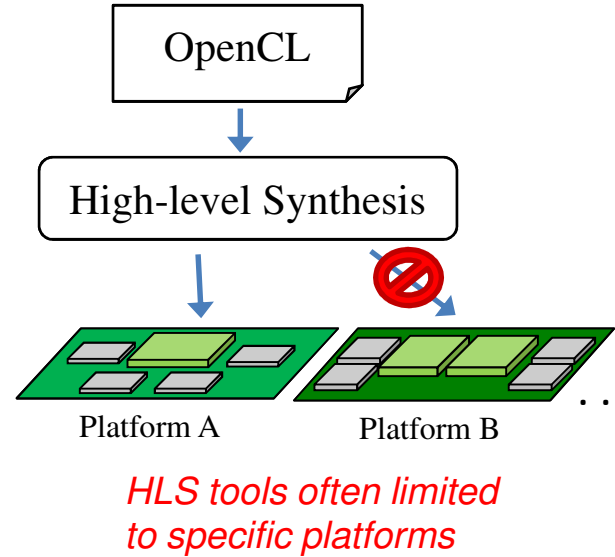 OpenCL
High-level Synthesis
Platform A
Platform B
. .
HLS tools often limited
to specific platforms